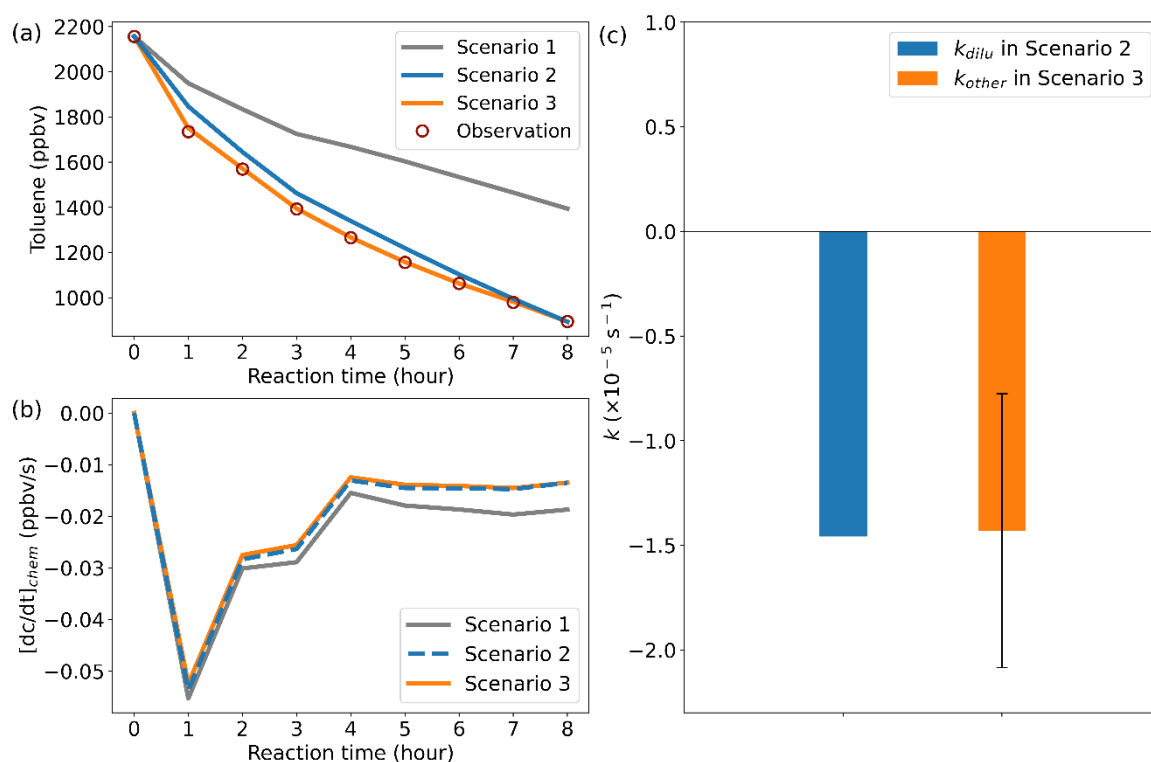 (a)
2200
2000
1800
1600
1400
1200
1000
Toluene (ppbv)
Scenario 1
Scenario 2
Scenario 3
Observation
0 1 2 3 4 5 6 7 8
Reaction time (hour)
(b)
0.00
−0.01
−0.02
−0.03
−0.04
−0.05
[dc/dt]chem (ppbv/s)
Scenario 1
Scenario 2
Scenario 3
0 1 2 3 4 5 6 7 8
Reaction time (hour)
(c)
1.0
0.5
0.0
−0.5
−1.0
−1.5
−2.0
k (×10⁻⁵ s⁻¹)
kdilu in Scenario 2
kother in Scenario 3